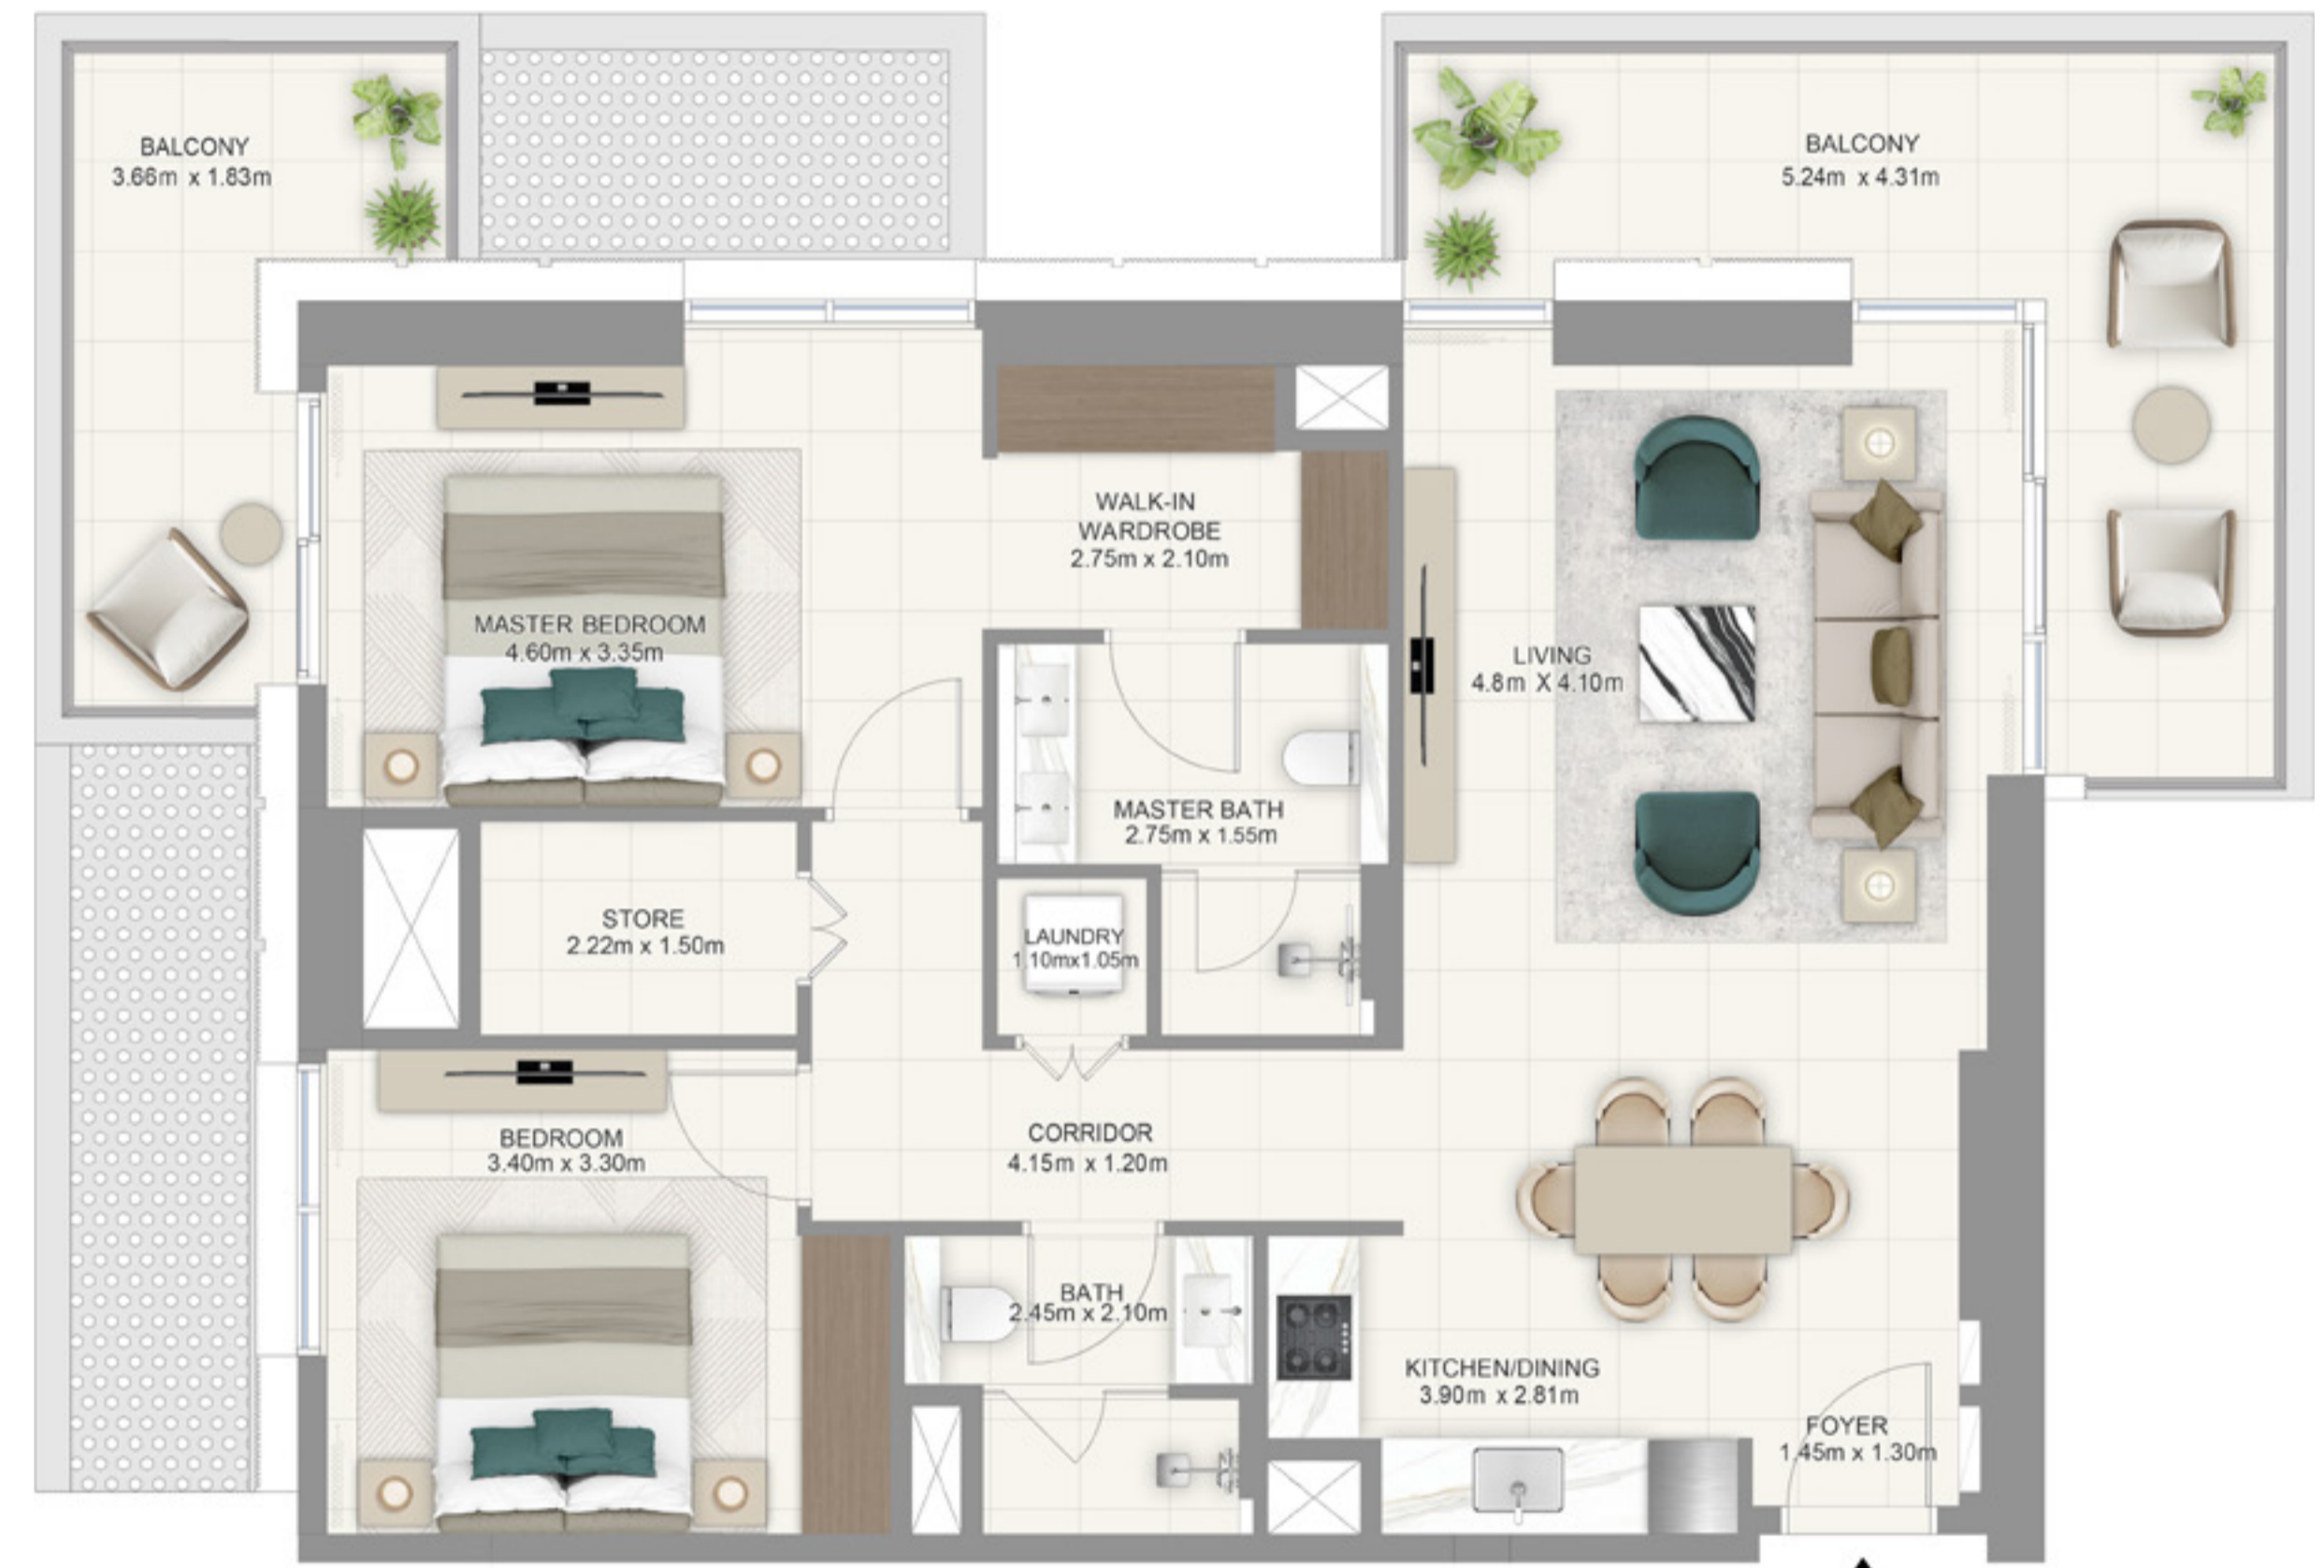 BALCONY
3.66m x 1.83m
BALCONY
5.24m x 4.31m
WALK-IN
WARDROBE
2.75m x 2.10m
MASTER BEDROOM
4.60m x 3.35m
LIVING
4.8m X 4.10m
MASTER BATH
2.75m x 1.55m
STORE
2.22m x 1.50m
LAUNDRY
1.10mx1.05m
BEDROOM
3.40m x 3.30m
CORRIDOR
4.15m x 1.20m
BATH
2.45m x 2.10m
KITCHEN/DINING
3.90m x 2.81m
FOYER
1.45m x 1.30m